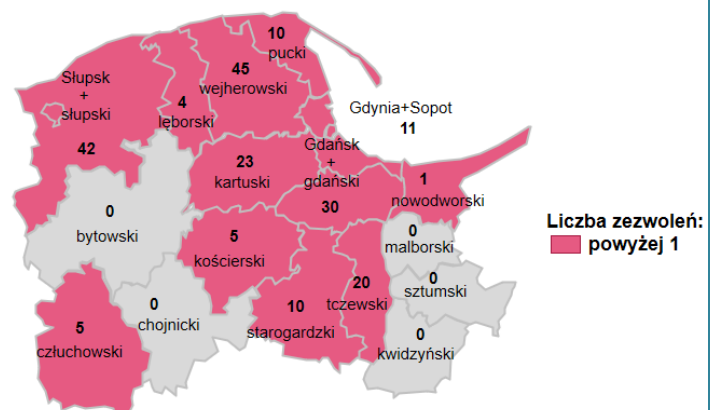 10
pucki
45
wejherowski
Słupsk
+
słupski
42
4
lęborski
Gdynia+Sopot
11
23
kartuski
Gdańsk
+
gdański
30
1
nowodworski
0
bytowski
0
malborski
5
kościerski
Liczba zezwoleń:
powyżej 1
20
tczewski
0
sztumski
0
chojnicki
10
starogardzki
5
człuchowski
0
kwidzyński